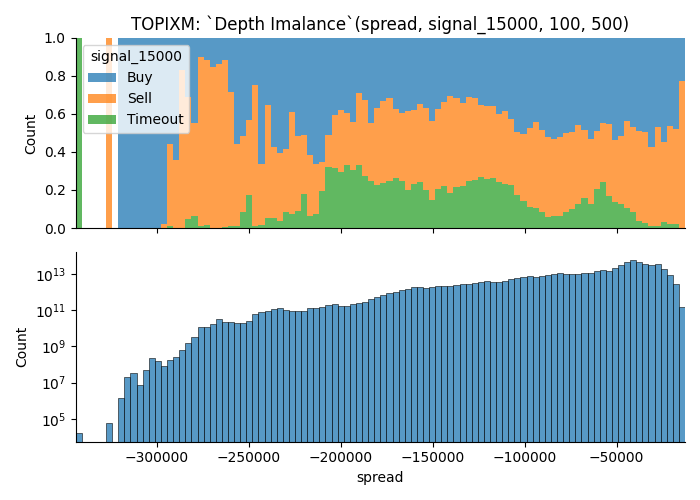 TOPIXM: `Depth Imalance`(spread, signal_15000, 100, 500)
1.0
0.8
0.6
0.4
0.2
0.0
Count
signal_15000
Buy
Sell
Timeout
10^13
10^11
10^9
10^7
10^5
Count
−300000 −250000 −200000 −150000 −100000 −50000
spread